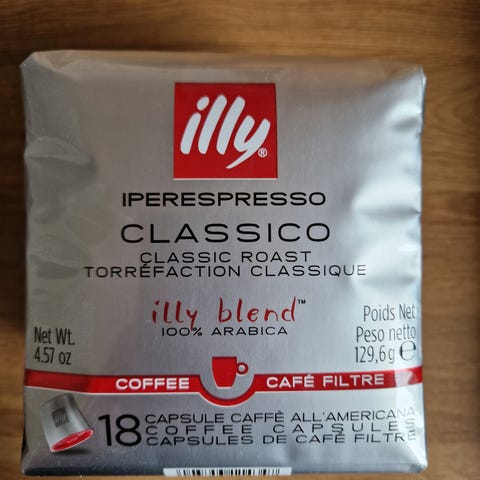 illy®
IPERESPRESSO
CLASSICO
CLASSIC ROAST
TORRÉFACTION CLASSIQUE
illy blend™
100% ARABICA
Net Wt.
4.57 oz
Poids Net
Peso netto
129,6g ℮
COFFEE CAFÉ FILTRE
illy
18 CAPSULE CAFFÈ ALL'AMERICANA
COFFEE CAPSULES
CAPSULES DE CAFÉ FILTRE